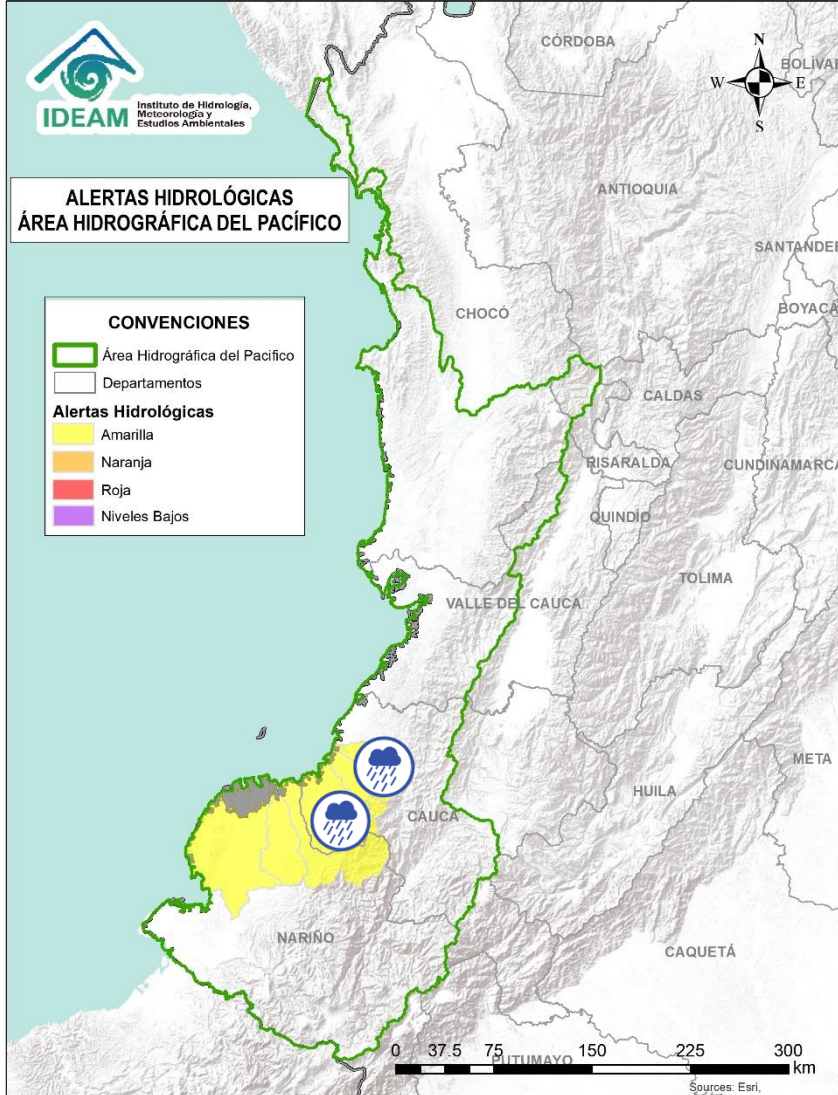 IDEAM
Instituto de Hidrología,
Meteorología y
Estudios Ambientales
ALERTAS HIDROLÓGICAS
ÁREA HIDROGRÁFICA DEL PACÍFICO
CONVENCIONES
Área Hidrográfica del Pacifico
Departamentos
Alertas Hidrológicas
Amarilla
Naranja
Roja
Niveles Bajos
N
W
E
S
CÓRDOBA
BOLÍVAR
ANTIOQUIA
SANTANDER
BOYACÁ
CHOCÓ
CALDAS
RISARALDA
CUNDINAMARCA
QUINDÍO
TOLIMA
VALLE DEL CAUCA
META
HUILA
CAUCA
NARIÑO
CAQUETÁ
PUTUMAYO
0 37.5 75 150 225 300
km
Sources: Esri,